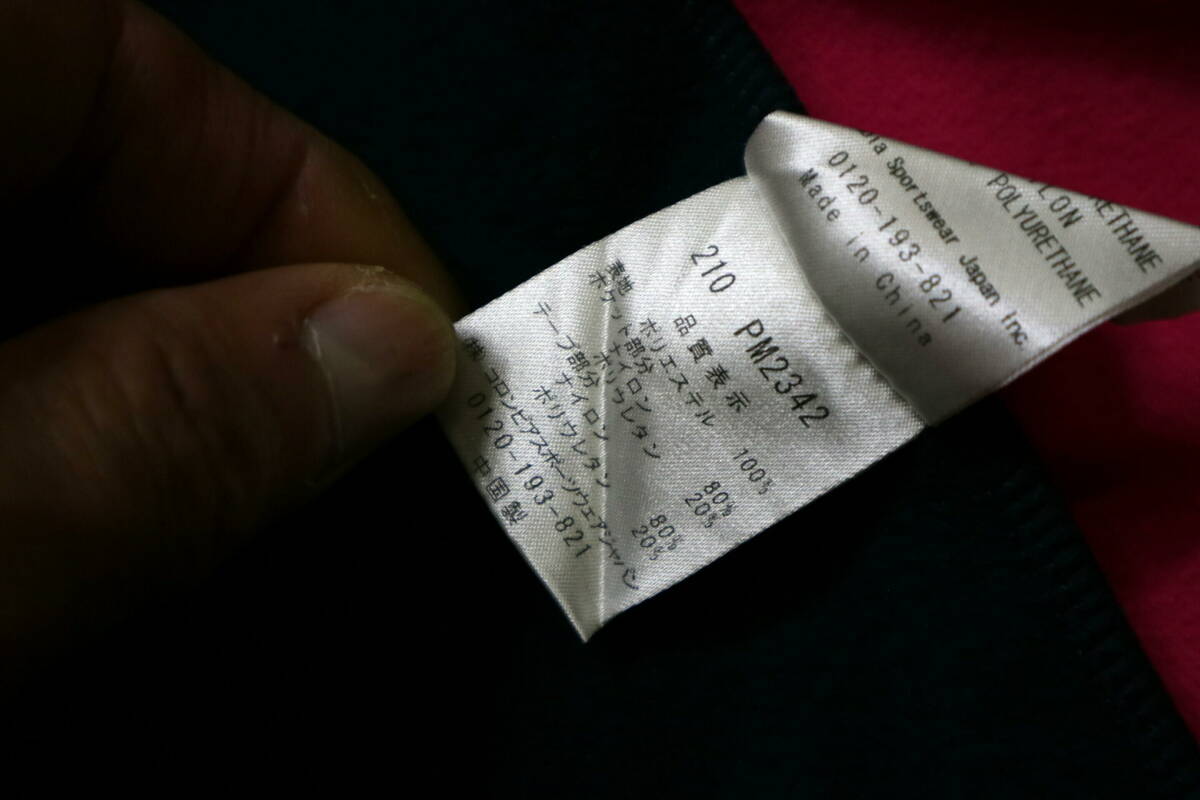 PM2342
210
品質表示
表地 ポリエステル 100%
ポケット部分
ナイロン 80%
ポリウレタン 20%
テープ部分
ナイロン 80%
ポリウレタン 20%
㈱コロンビアスポーツウェアジャパン
0120-193-821
中国製
POLYURETHANE
Sportswear Japan Inc.
0120-193-821
Made in China